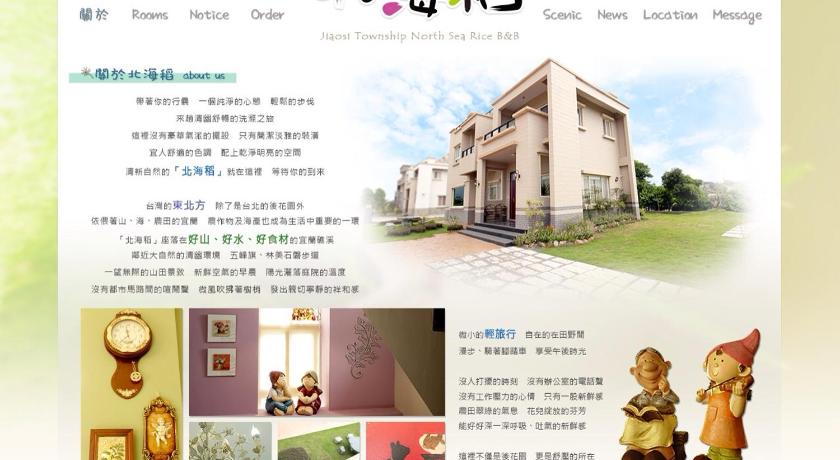 關於 Rooms Notice Order
北海稻
Scenic News Location Message
Jiaosi Township North Sea Rice B&B
關於北海稻 about us
帶著你的行囊 一個純淨的心態 輕鬆的步伐
來趟清幽舒暢的洗滌之旅
這裡沒有豪華氣派的擺設 只有簡潔淡雅的裝潢
宜人舒適的色調 配上乾淨明亮的空間
清新自然的「北海稻」就在這裡 等待你的到來
台灣的東北方 除了是台北的後花園外
依偎著山、海、農田的宜蘭 農作物及海產也成為生活中重要的一環
「北海稻」座落在好山、好水、好食材的宜蘭礁溪
鄰近大自然的清幽環境 五峰旗、林美石磐步道
一望無際的山田景致 新鮮空氣的早晨 陽光灑落庭院的溫度
沒有都市馬路間的喧鬧聲 微風吹拂著樹梢 發出親切寧靜的祥和感
微小的輕旅行 自在的在田野間
漫步、騎著腳踏車 享受午後時光
沒人打擾的時刻 沒有辦公室的電話聲
沒有工作壓力的心情 只有一股新鮮感
農田翠綠的氣息 花兒綻放的芬芳
能好好深一深呼吸、吐氣的新鮮感
這裡不僅是後花園 更是舒壓的所在